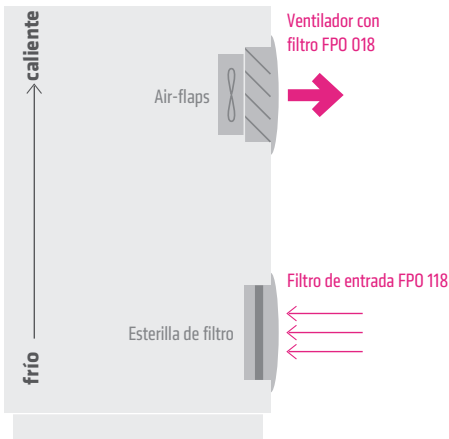 caliente
Ventilador con
filtro FPO 018
Air-flaps
Filtro de entrada FPO 118
Esterilla de filtro
frío